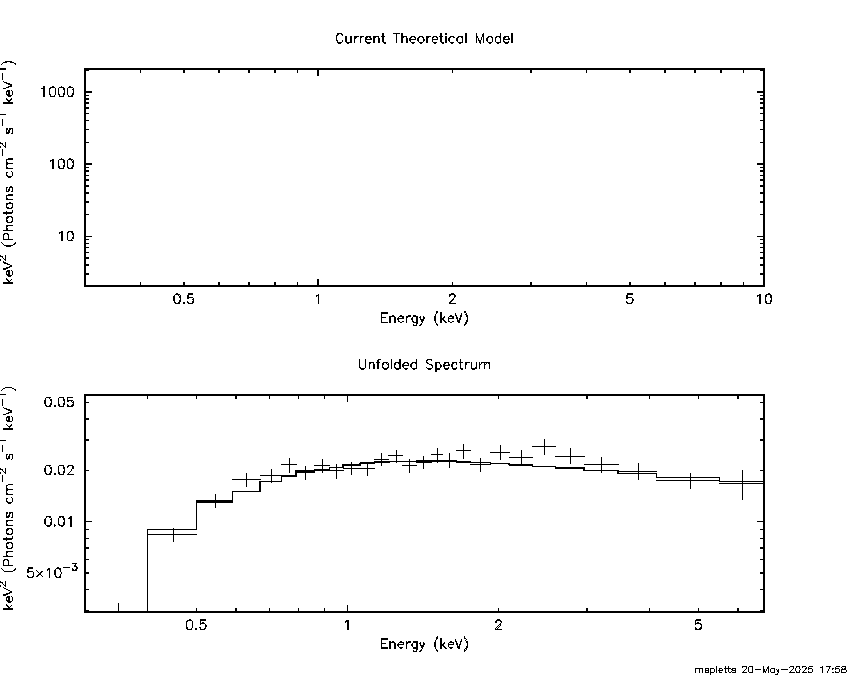 Current Theoretical Model
keV² (Photons cm⁻² s⁻¹ keV⁻¹)
1000
100
10
0.5 1 2 5 10
Energy (keV)
Unfolded Spectrum
keV² (Photons cm⁻² s⁻¹ keV⁻¹)
0.05
0.02
0.01
5×10⁻³
0.5 1 2 5
Energy (keV)
mapletts 20-May-2025 17:58